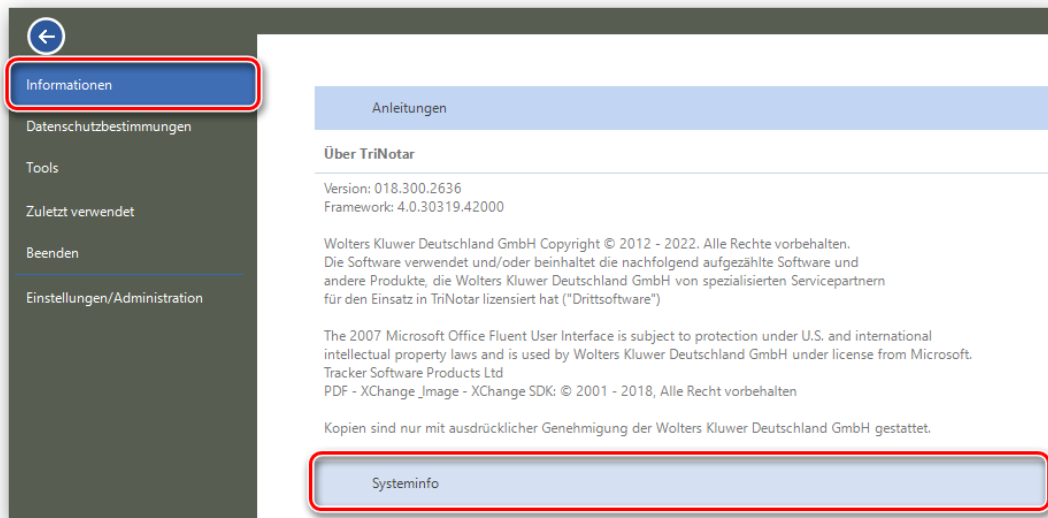 Informationen
Datenschutzbestimmungen
Tools
Zuletzt verwendet
Beenden
Einstellungen/Administration
Anleitungen
Über TriNotar
Version: 018.300.2636
Framework: 4.0.30319.42000
Wolters Kluwer Deutschland GmbH Copyright © 2012 - 2022. Alle Rechte vorbehalten.
Die Software verwendet und/oder beinhaltet die nachfolgend aufgezählte Software und
andere Produkte, die Wolters Kluwer Deutschland GmbH von spezialisierten Servicepartnern
für den Einsatz in TriNotar lizensiert hat ("Drittsoftware")
The 2007 Microsoft Office Fluent User Interface is subject to protection under U.S. and international
intellectual property laws and is used by Wolters Kluwer Deutschland GmbH under license from Microsoft.
Tracker Software Products Ltd
PDF - XChange _Image - XChange SDK: © 2001 - 2018, Alle Recht vorbehalten
Kopien sind nur mit ausdrücklicher Genehmigung der Wolters Kluwer Deutschland GmbH gestattet.
Systeminfo